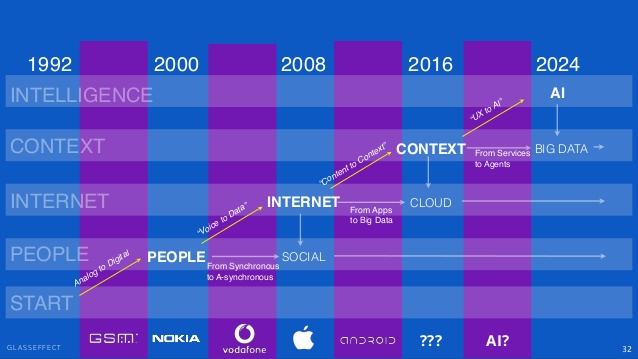 1992 2000 2008 2016 2024
INTELLIGENCE AI
"UX to AI"
CONTEXT CONTEXT BIG DATA
"Content to Context"
From Services
to Agents
INTERNET INTERNET CLOUD
"Voice to Data"
From Apps
to Big Data
PEOPLE PEOPLE SOCIAL
Analog to Digital
From Synchronous
to A-synchronous
START
GSM NOKIA vodafone ANDROID ??? AI?
GLASSEFFECT 32